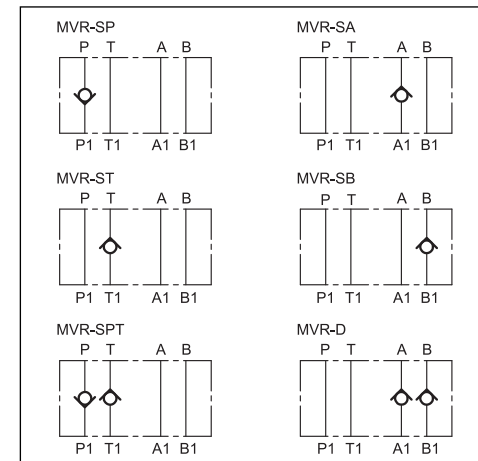 MVR-SP
P T A B
P1 T1 A1 B1
MVR-SA
P T A B
P1 T1 A1 B1
MVR-ST
P T A B
P1 T1 A1 B1
MVR-SB
P T A B
P1 T1 A1 B1
MVR-SPT
P T A B
P1 T1 A1 B1
MVR-D
P T A B
P1 T1 A1 B1